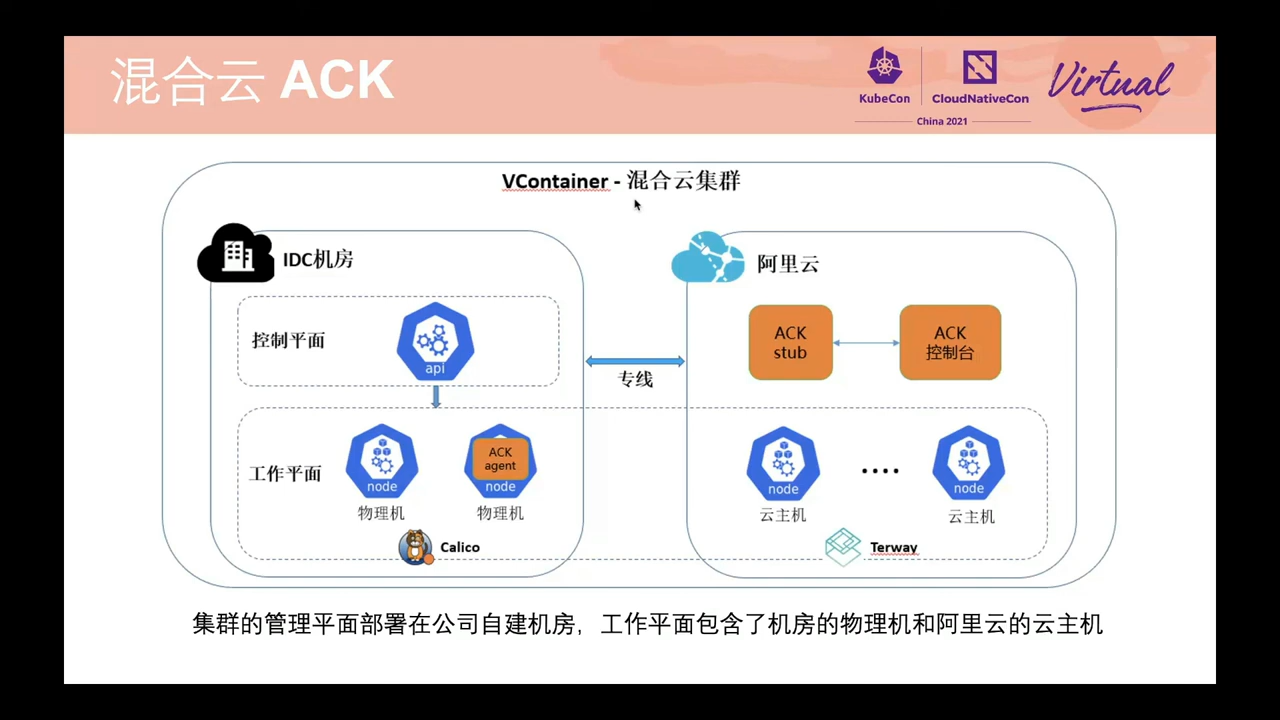 混合云 ACK
KubeCon
CloudNativeCon
China 2021
Virtual
VContainer - 混合云集群
IDC机房
阿里云
控制平面
api
专线
ACK
stub
ACK
控制台
工作平面
node
物理机
ACK
agent
node
物理机
node
云主机
....
node
云主机
Calico
Terway
集群的管理平面部署在公司自建机房，工作平面包含了机房的物理机和阿里云的云主机